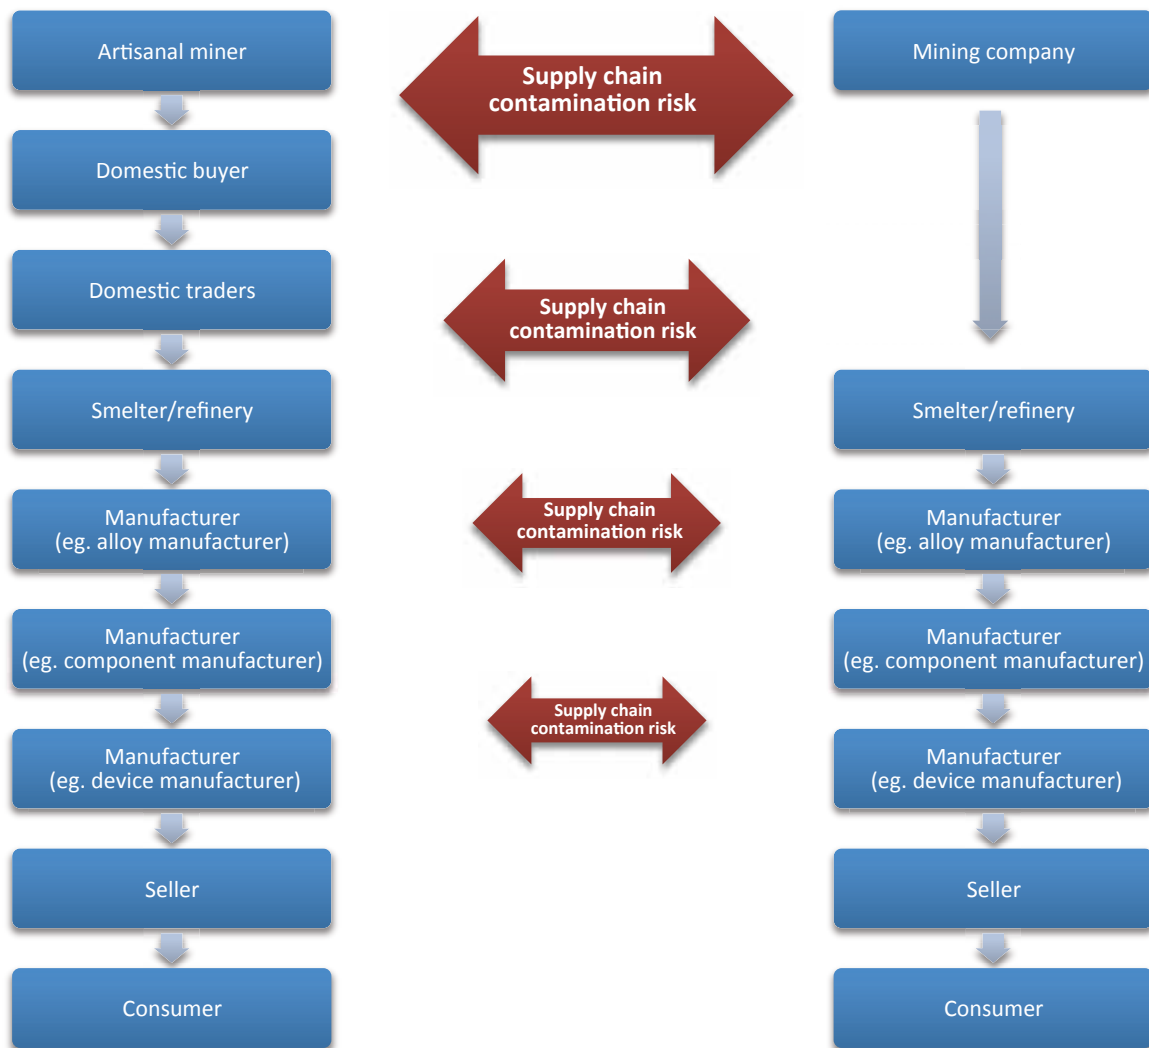 Artisanal miner
Domestic buyer
Domestic traders
Smelter/refinery
Manufacturer
(eg. alloy manufacturer)
Manufacturer
(eg. component manufacturer)
Manufacturer
(eg. device manufacturer)
Seller
Consumer
Supply chain
contamination risk
Supply chain
contamination risk
Supply chain
contamination risk
Supply chain
contamination risk
Mining company
Smelter/refinery
Manufacturer
(eg. alloy manufacturer)
Manufacturer
(eg. component manufacturer)
Manufacturer
(eg. device manufacturer)
Seller
Consumer